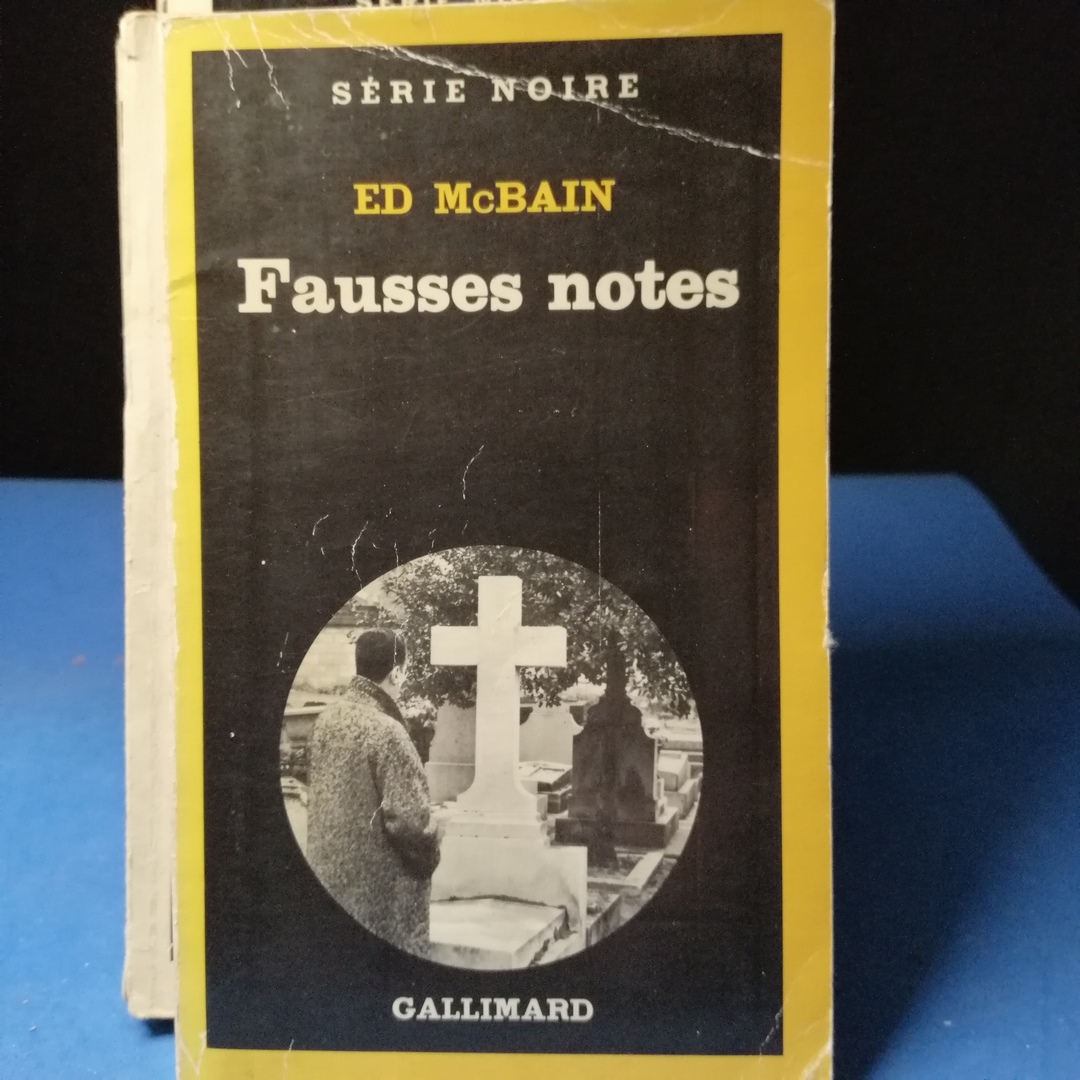 SÉRIE NOIRE
ED McBAIN
Fausses notes
GALLIMARD